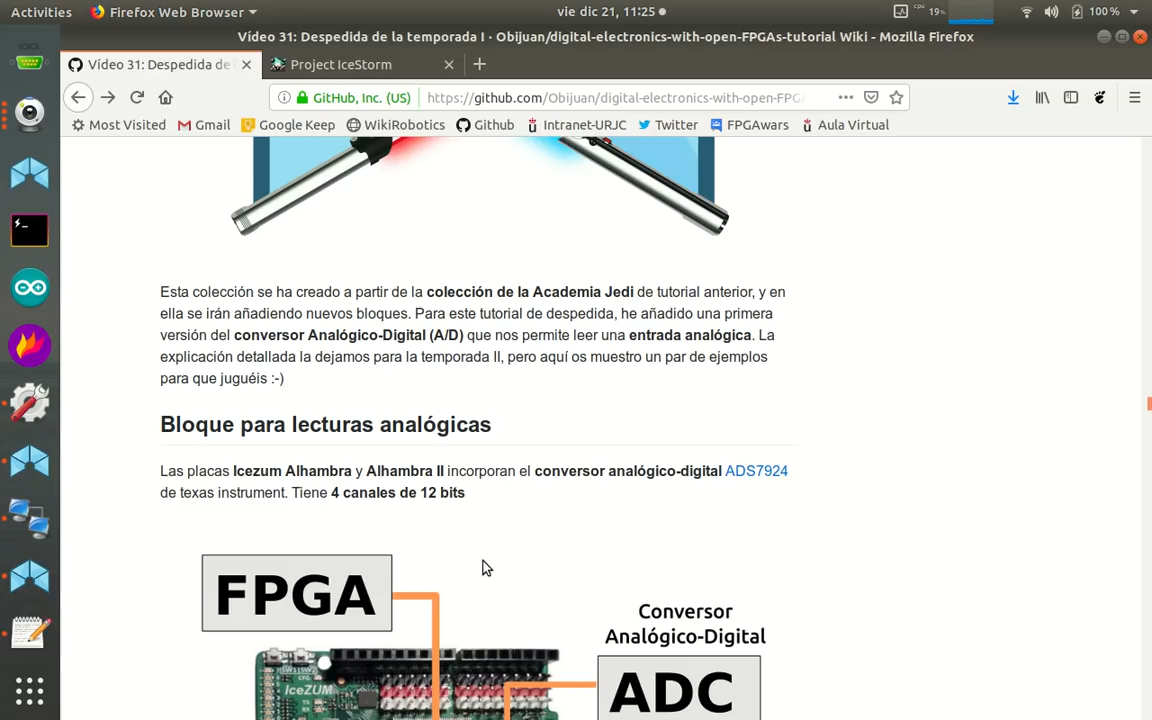 Activities Firefox Web Browser vie dic 21, 11:25 cpu 19% 100 %
Vídeo 31: Despedida de la temporada I · Obijuan/digital-electronics-with-open-FPGAs-tutorial Wiki - Mozilla Firefox
Vídeo 31: Despedida de Project IceStorm
GitHub, Inc. (US) https://github.com/Obijuan/digital-electronics-with-open-FPGA
Most Visited Gmail Google Keep WikiRobotics Github Intranet-URJC Twitter FPGAwars Aula Virtual
Esta colección se ha creado a partir de la colección de la Academia Jedi de tutorial anterior, y en
ella se irán añadiendo nuevos bloques. Para este tutorial de despedida, he añadido una primera
versión del conversor Analógico-Digital (A/D) que nos permite leer una entrada analógica. La
explicación detallada la dejamos para la temporada II, pero aquí os muestro un par de ejemplos
para que juguéis :-)
Bloque para lecturas analógicas
Las placas Icezum Alhambra y Alhambra II incorporan el conversor analógico-digital ADS7924
de texas instrument. Tiene 4 canales de 12 bits
FPGA
Conversor
Analógico-Digital
ADC
IceZUM